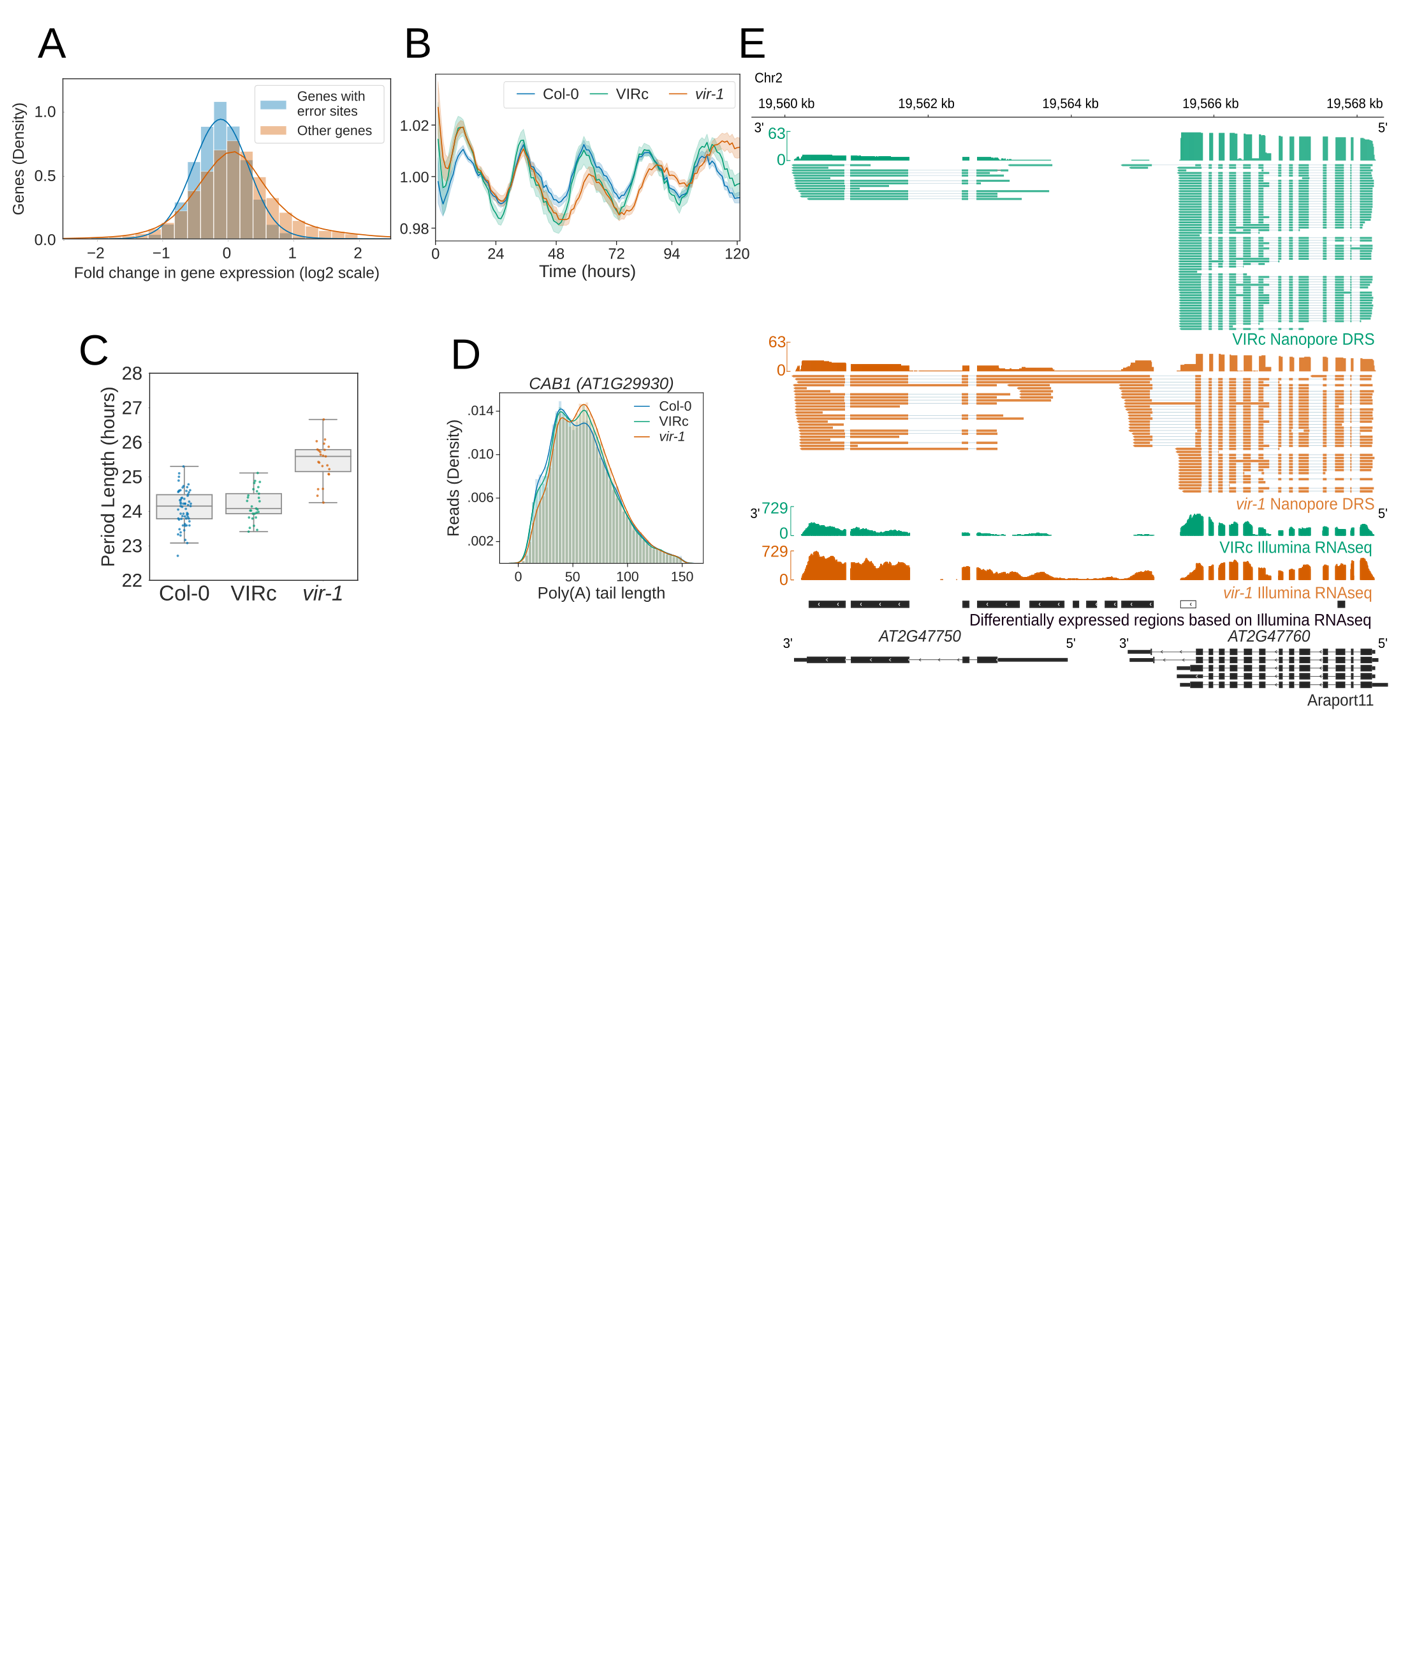 A
Genes (Density)
1.0
0.5
0.0
Genes with
error sites
Other genes
−2
−1
0
1
2
Fold change in gene expression (log2 scale)
B
1.02
1.00
0.98
Col-0
VIRc
vir-1
0
24
48
72
94
120
Time (hours)
C
Period Length (hours)
28
27
26
25
24
23
22
Col-0
VIRc
vir-1
D
CAB1 (AT1G29930)
Reads (Density)
.014
.010
.006
.002
Col-0
VIRc
vir-1
0
50
100
150
Poly(A) tail length
E
Chr2
19,560 kb
19,562 kb
19,564 kb
19,566 kb
19,568 kb
3'
5'
63
0
VIRc Nanopore DRS
63
0
vir-1 Nanopore DRS
3'
5'
729
0
VIRc Illumina RNAseq
729
0
vir-1 Illumina RNAseq
Differentially expressed regions based on Illumina RNAseq
3'
AT2G47750
5'
3'
AT2G47760
5'
Araport11